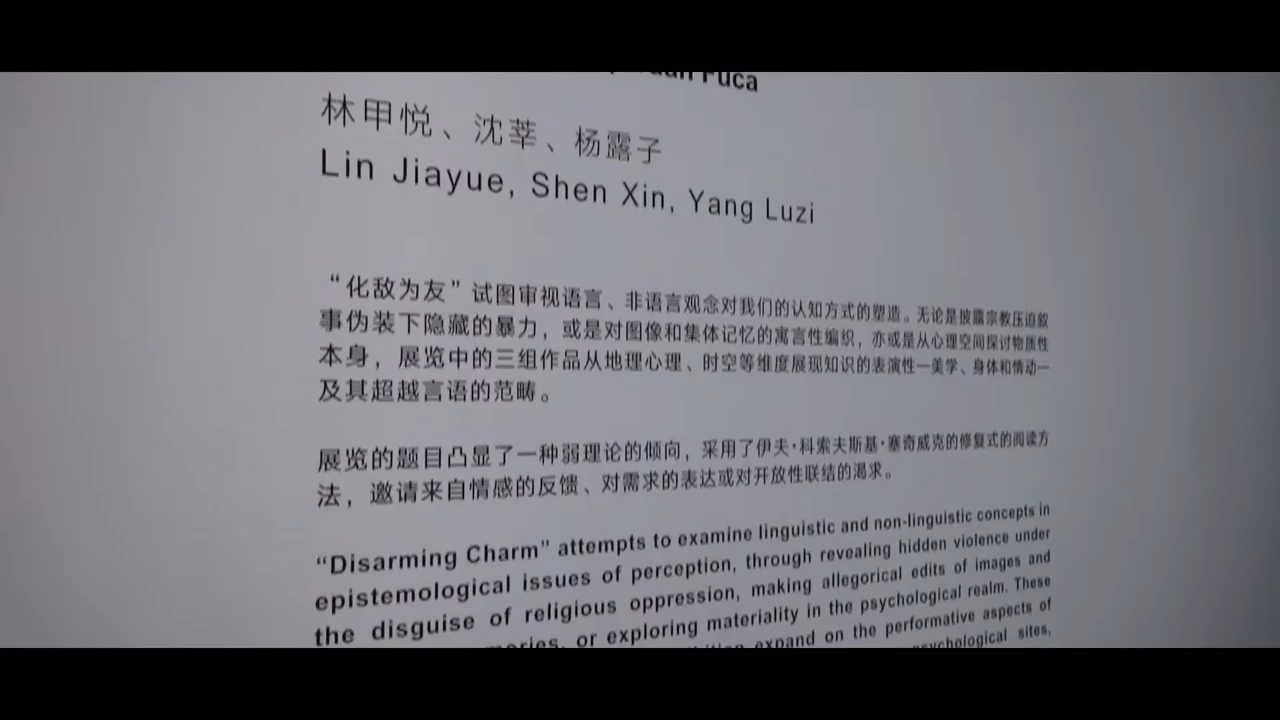 Fuca
林甲悦、沈莘、杨露子
Lin Jiayue, Shen Xin, Yang Luzi
“化敌为友”试图审视语言、非语言观念对我们的认知方式的塑造。无论是披露宗教压迫叙
事伪装下隐藏的暴力，或是对图像和集体记忆的寓言性编织，亦或是从心理空间探讨物质性
本身，展览中的三组作品从地理心理、时空等维度展现知识的表演性—美学、身体和情动—
及其超越言语的范畴。
展览的题目凸显了一种弱理论的倾向，采用了伊夫·科索夫斯基·塞奇威克的修复式的阅读方
法，邀请来自情感的反馈、对需求的表达或对开放性联结的渴求。
“Disarming Charm” attempts to examine linguistic and non-linguistic concepts in
epistemological issues of perception, through revealing hidden violence under
the disguise of religious oppression, making allegorical edits of images and
or exploring materiality in the psychological realm. These
expand on the performative aspects of
psychological sites,